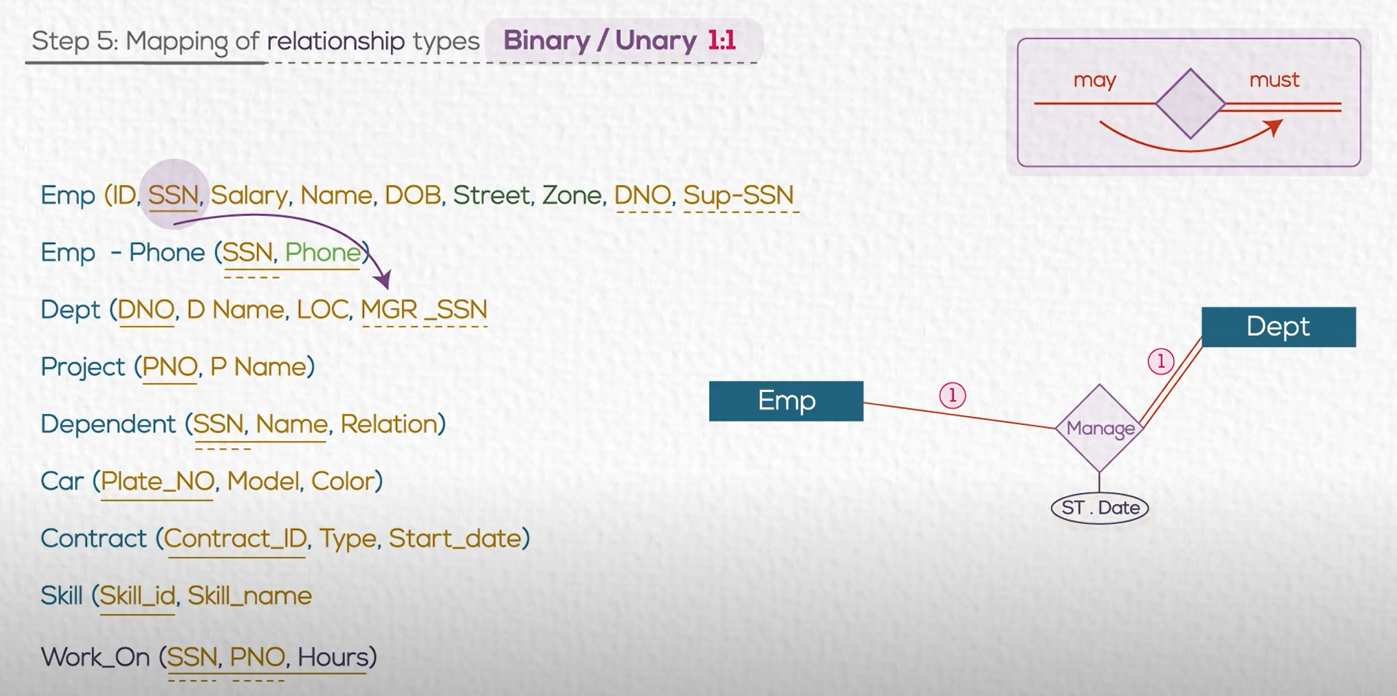 Step 5: Mapping of relationship types Binary / Unary 1:1
may must
Emp (ID, SSN, Salary, Name, DOB, Street, Zone, DNO, Sup-SSN
Emp - Phone (SSN, Phone)
Dept (DNO, D Name, LOC, MGR _SSN
Project (PNO, P Name)
Dependent (SSN, Name, Relation)
Car (Plate_NO, Model, Color)
Contract (Contract_ID, Type, Start_date)
Skill (Skill_id, Skill_name
Work_On (SSN, PNO, Hours)
Dept
1
Emp
1
Manage
ST . Date